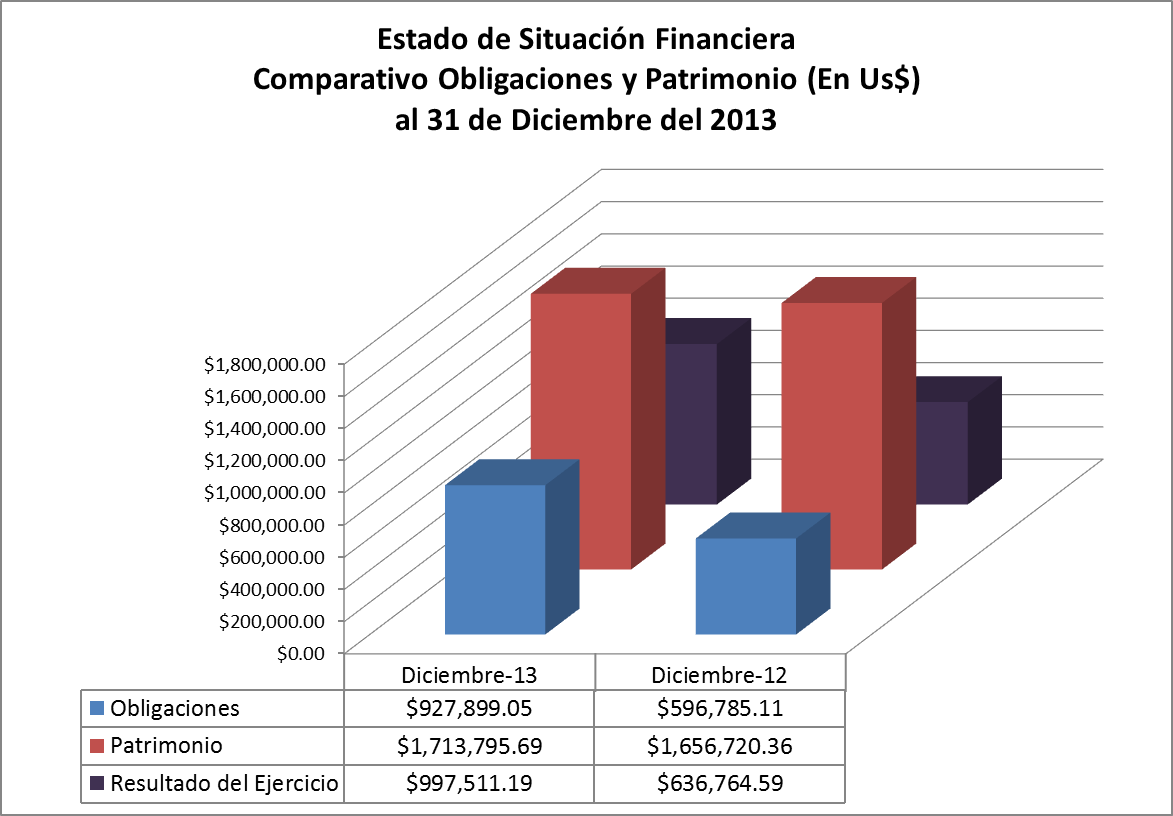 Estado de Situación Financiera
Comparativo Obligaciones y Patrimonio (En Us$)
al 31 de Diciembre del 2013
$1,800,000.00
$1,600,000.00
$1,400,000.00
$1,200,000.00
$1,000,000.00
$800,000.00
$600,000.00
$400,000.00
$200,000.00
$0.00
Diciembre-13 Diciembre-12
Obligaciones $927,899.05 $596,785.11
Patrimonio $1,713,795.69 $1,656,720.36
Resultado del Ejercicio $997,511.19 $636,764.59